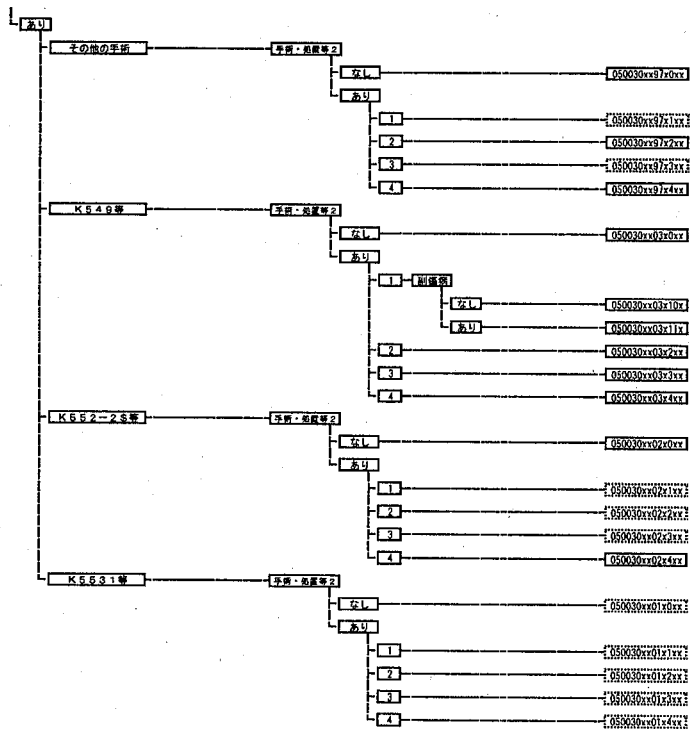 あり
その他の手術 手術・処置等2
なし 050030xx97x0xx
あり
1 050030xx97x1xx
2 050030xx97x2xx
3 050030xx97x3xx
4 050030xx97x4xx
K549等 手術・処置等2
なし 050030xx03x0xx
あり
1 副傷病
なし 050030xx03x10x
あり 050030xx03x11x
2 050030xx03x2xx
3 050030xx03x3xx
4 050030xx03x4xx
K552-2$等 手術・処置等2
なし 050030xx02x0xx
あり
1 050030xx02x1xx
2 050030xx02x2xx
3 050030xx02x3xx
4 050030xx02x4xx
K5531等 手術・処置等2
なし 050030xx01x0xx
あり
1 050030xx01x1xx
2 050030xx01x2xx
3 050030xx01x3xx
4 050030xx01x4xx